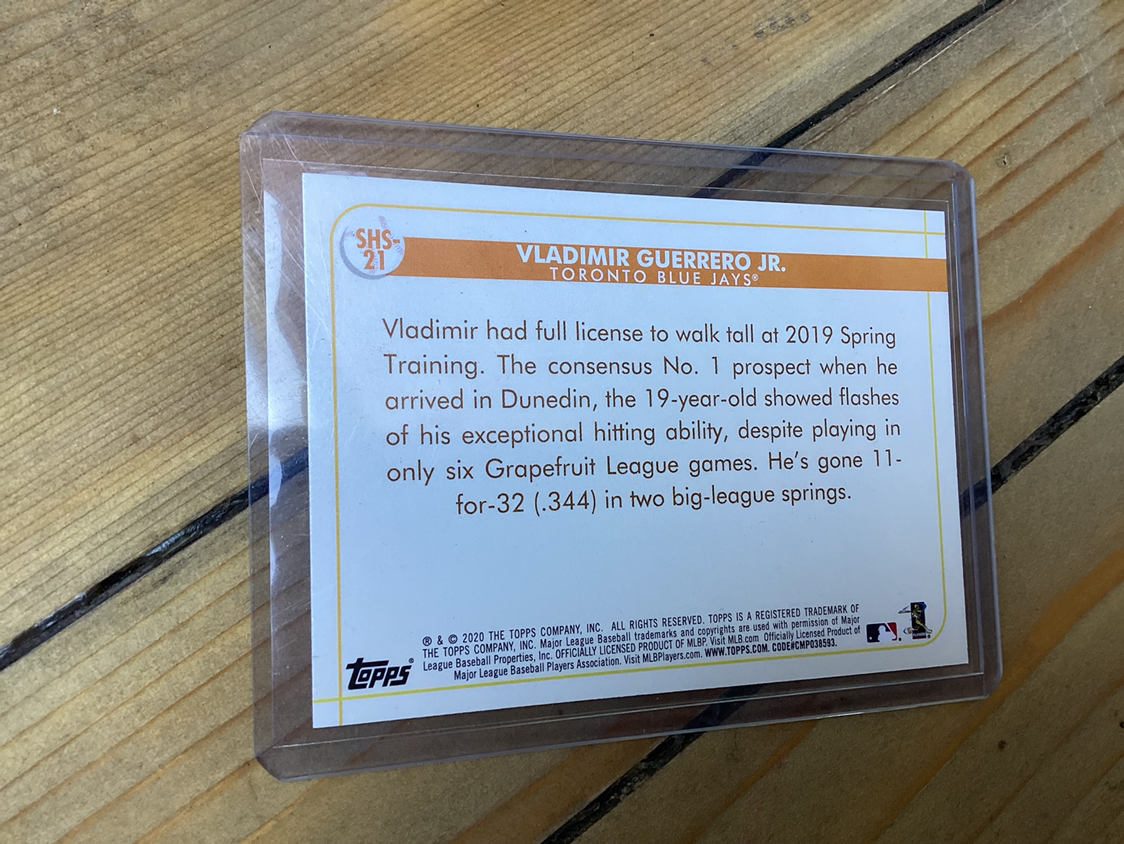 SHS-
21
VLADIMIR GUERRERO JR.
TORONTO BLUE JAYS®
Vladimir had full license to walk tall at 2019 Spring
Training. The consensus No. 1 prospect when he
arrived in Dunedin, the 19-year-old showed flashes
of his exceptional hitting ability, despite playing in
only six Grapefruit League games. He's gone 11-
for-32 (.344) in two big-league springs.
® & © 2020 THE TOPPS COMPANY, INC. ALL RIGHTS RESERVED. TOPPS IS A REGISTERED TRADEMARK OF
THE TOPPS COMPANY, INC. Major League Baseball trademarks and copyrights are used with permission of Major
League Baseball Properties, Inc. OFFICIALLY LICENSED PRODUCT OF MLBP. Visit MLB.com. Officially Licensed Product of
Major League Baseball Players Association. Visit MLBPlayers.com. WWW.TOPPS.COM. CODE#CMP038593.
TOPPS®